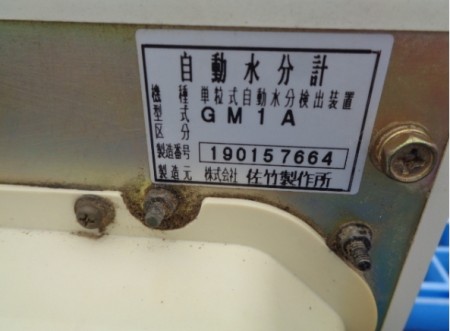 自動水分計
機種 単粒式自動水分検出装置
型式 GM1A
区分
製造番号 190157664
製造元 株式会社 佐竹製作所